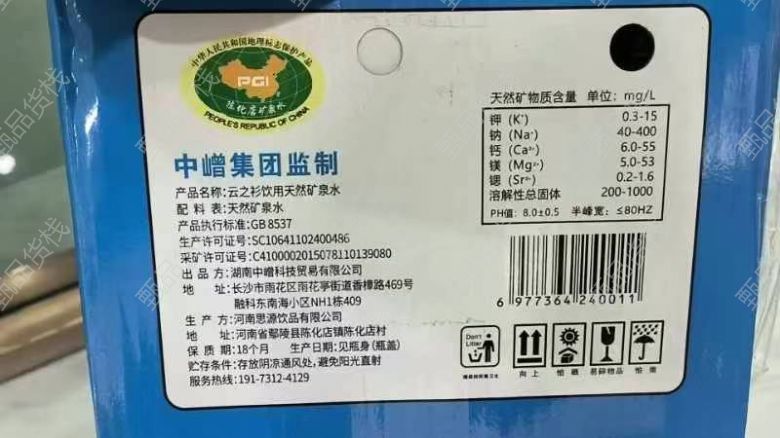 中华人民共和国地理标志保护产品
PGI
陈化店矿泉水
PEOPLE'S REPUBLIC OF CHINA
中嶒集团监制
产品名称:云之衫饮用天然矿泉水
配 料 表:天然矿泉水
产品执行标准:GB 8537
生产许可证号:SC10641102400486
采矿许可证号:C4100002015078110139080
出 品 商:湖南中嶒科技贸易有限公司
地 址:长沙市雨花区雨花亭街道香樟路469号
融科东南海小区NH1栋409
生 产 商:河南思源饮品有限公司
地 址:河南省鄢陵县陈化店镇陈化店村
保 质 期:18个月 生产日期:见瓶身(瓶盖)
贮存条件:存放阴凉通风处,避免阳光直射
服务热线:191-7312-4129
天然矿物质含量 单位:mg/L
钾(K⁺) 0.3-15
钠(Na⁺) 40-400
钙(Ca²⁺) 6.0-55
镁(Mg²⁺) 5.0-53
锶(Sr²⁺) 0.2-1.6
溶解性总固体 200-1000
PH值: 8.0±0.5 半峰宽: ≤80HZ
6 977364 240011
Don't Litter
向 上
怕 晒
易碎物品
怕 雨
甄品货栈